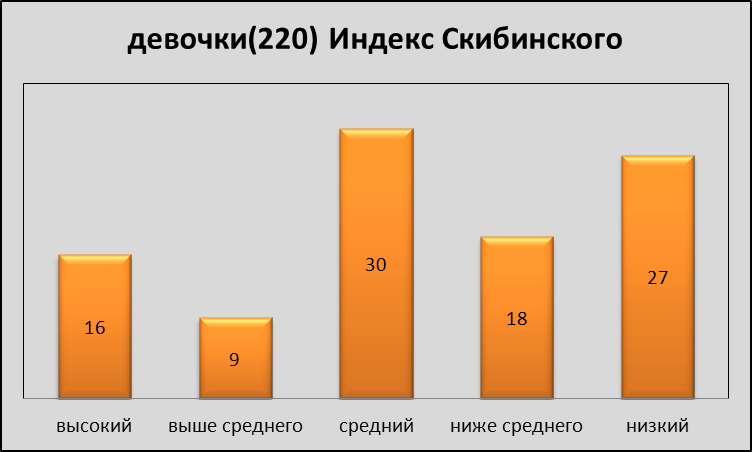 девочки(220) Индекс Скибинского
16
9
30
18
27
высокий
выше среднего
средний
ниже среднего
низкий